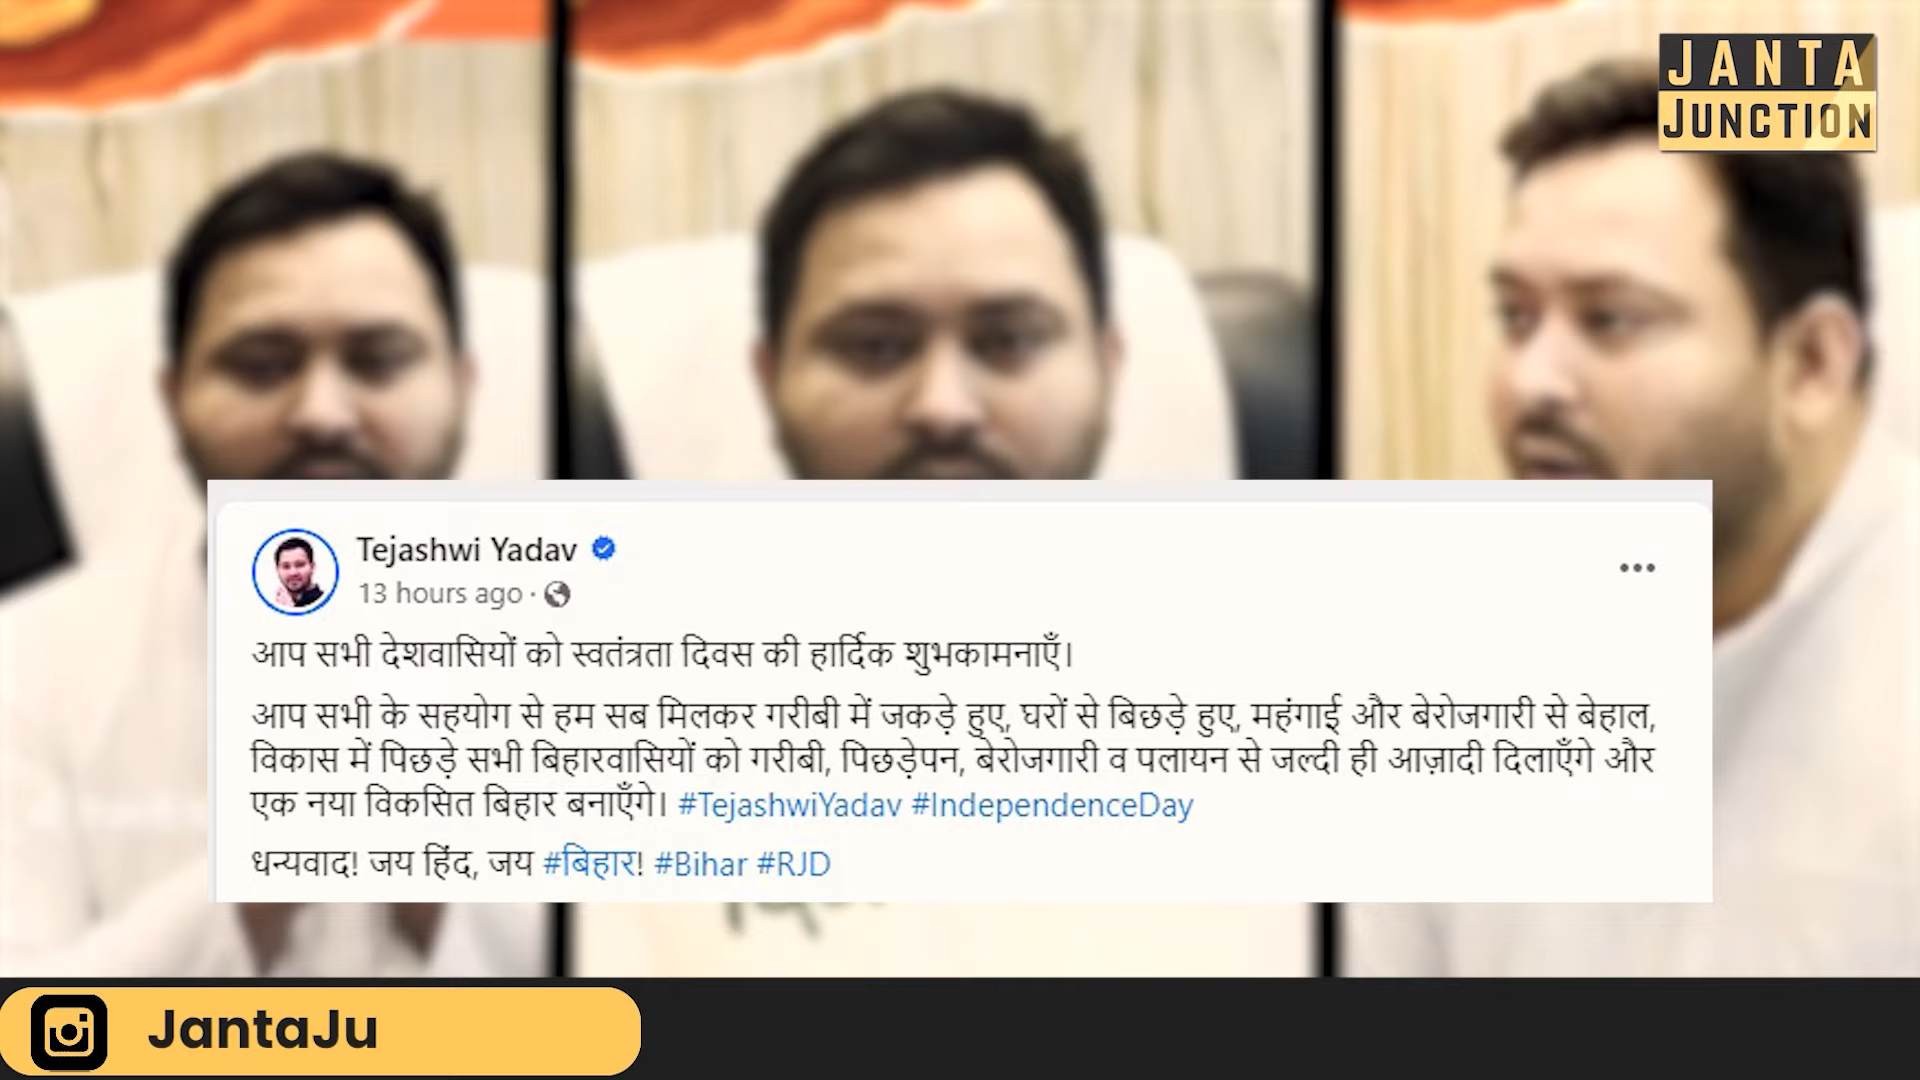 JANTA
JUNCTION
Tejashwi Yadav
13 hours ago ·
आप सभी देशवासियों को स्वतंत्रता दिवस की हार्दिक शुभकामनाएँ।
आप सभी के सहयोग से हम सब मिलकर गरीबी में जकड़े हुए, घरों से बिछड़े हुए, महंगाई और बेरोजगारी से बेहाल,
विकास में पिछड़े सभी बिहारवासियों को गरीबी, पिछड़ेपन, बेरोजगारी व पलायन से जल्दी ही आज़ादी दिलाएँगे और
एक नया विकसित बिहार बनाएँगे। #TejashwiYadav #IndependenceDay
धन्यवाद! जय हिंद, जय #बिहार! #Bihar #RJD
JantaJu